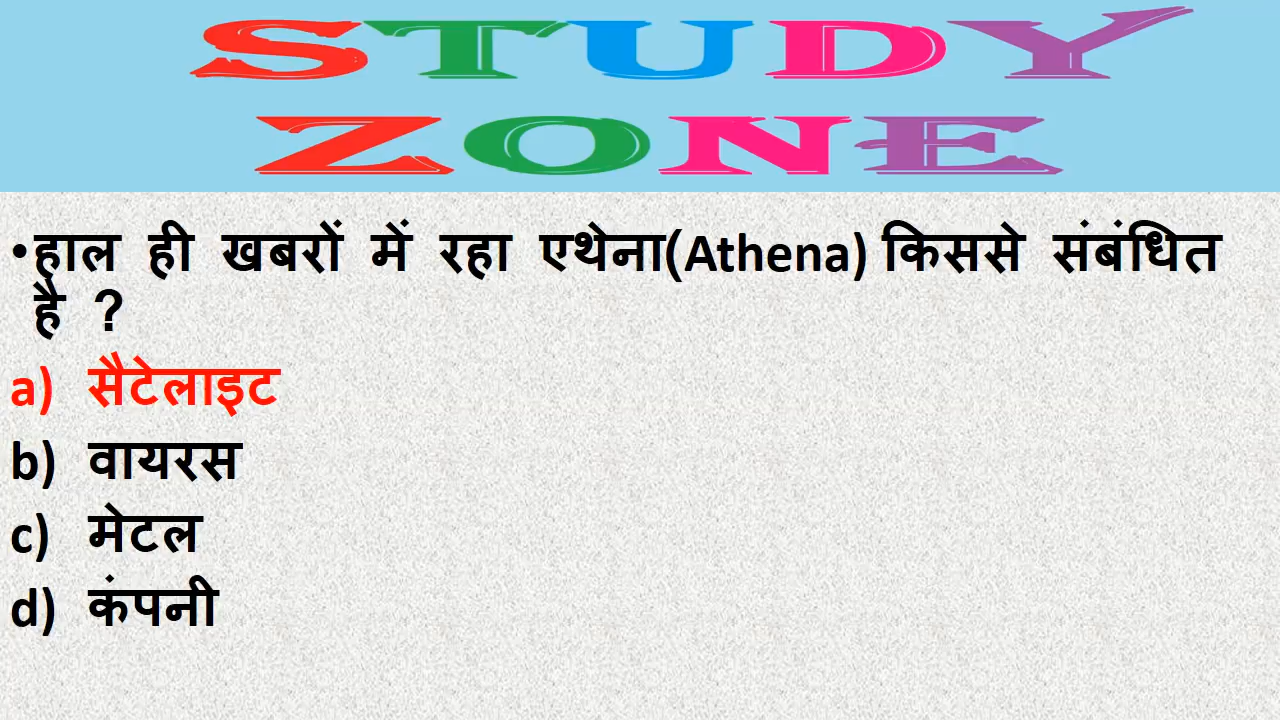 STUDY
ZONE
•हाल ही खबरों में रहा एथेना(Athena) किससे संबंधित
है ?
a) सैटेलाइट
b) वायरस
c) मेटल
d) कंपनी